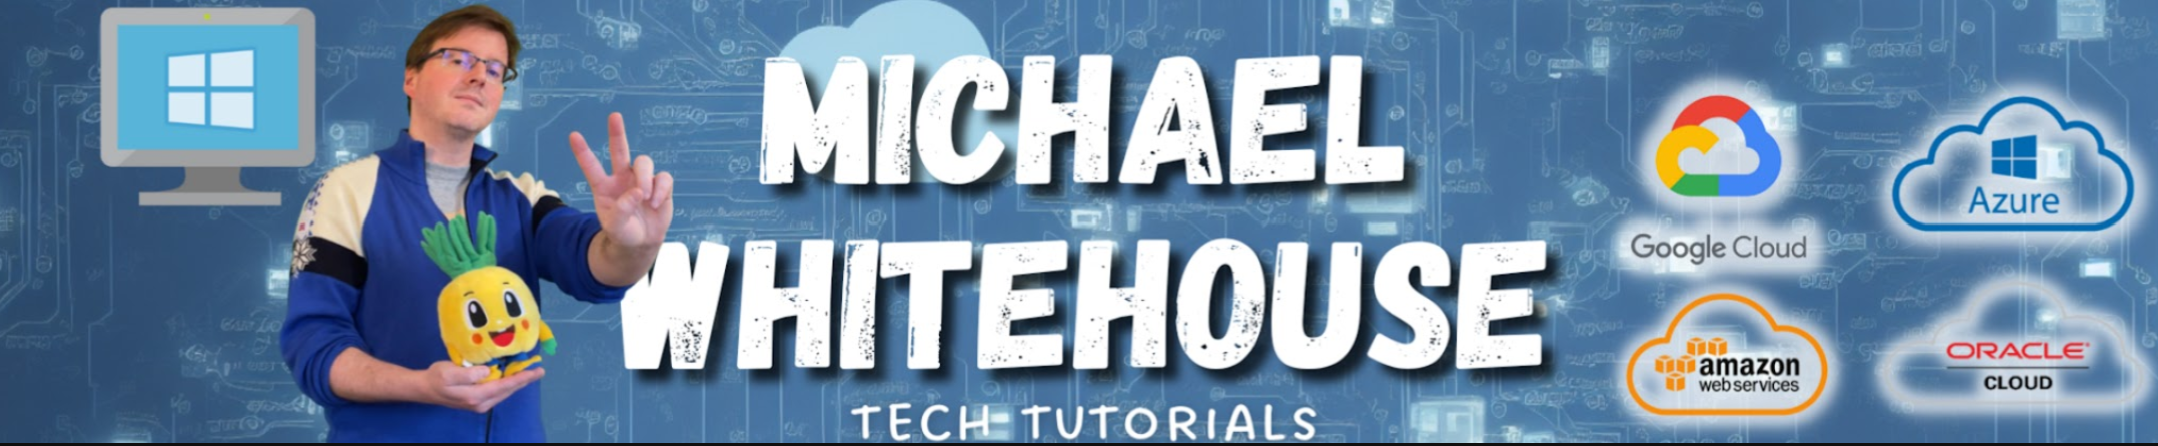 MICHAEL
WHITEHOUSE
TECH TUTORIALS
Google Cloud
Azure
amazon
webservices
ORACLE®
CLOUD